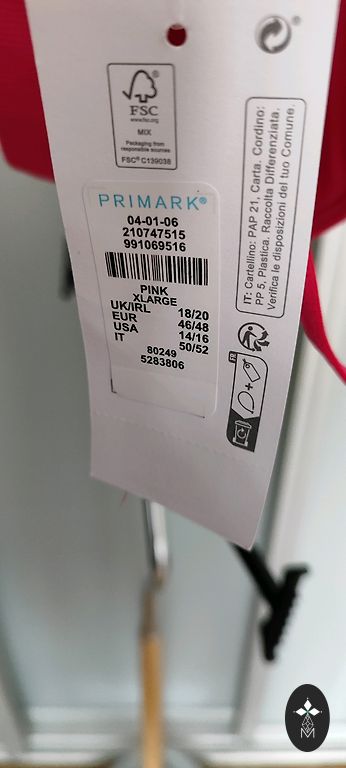 FSC
www.fsc.org
MIX
Packaging from
responsible sources
FSC® C139038
PRIMARK®
04-01-06
210747515
991069516
PINK
XLARGE
UK/IRL 18/20
EUR 46/48
USA 14/16
IT 50/52
80249
5283806
IT: Cartellino: PAP 21, Carta. Cordino:
PP 5, Plastica. Raccolta Differenziata.
Verifica le disposizioni del tuo Comune.
FR
M